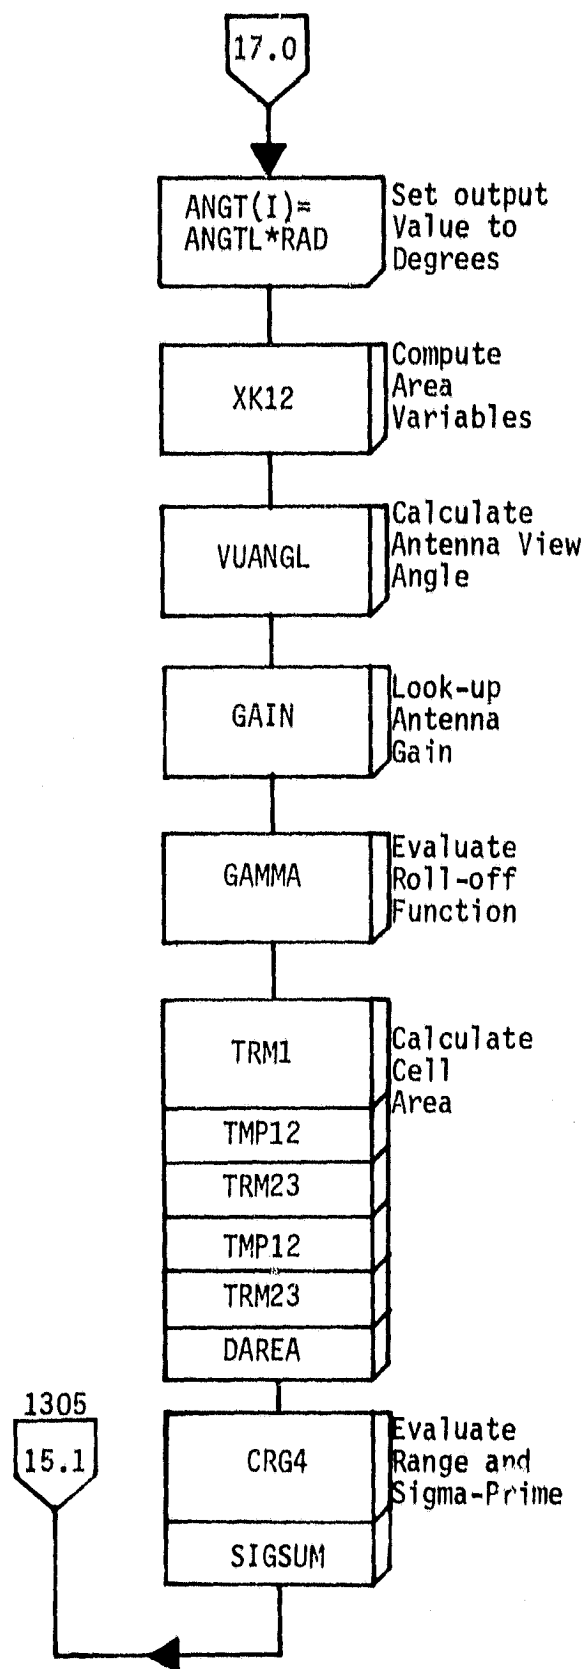 17.0
ANGT(I)=
ANGTL*RAD
Set output
Value to
Degrees
XK12
Compute
Area
Variables
VUANGL
Calculate
Antenna View
Angle
GAIN
Look-up
Antenna
Gain
GAMMA
Evaluate
Roll-off
Function
TRM1
Calculate
Cell
Area
TMP12
TRM23
TMP12
TRM23
DAREA
1305
15.1
CRG4
Evaluate
Range and
Sigma-Prime
SIGSUM